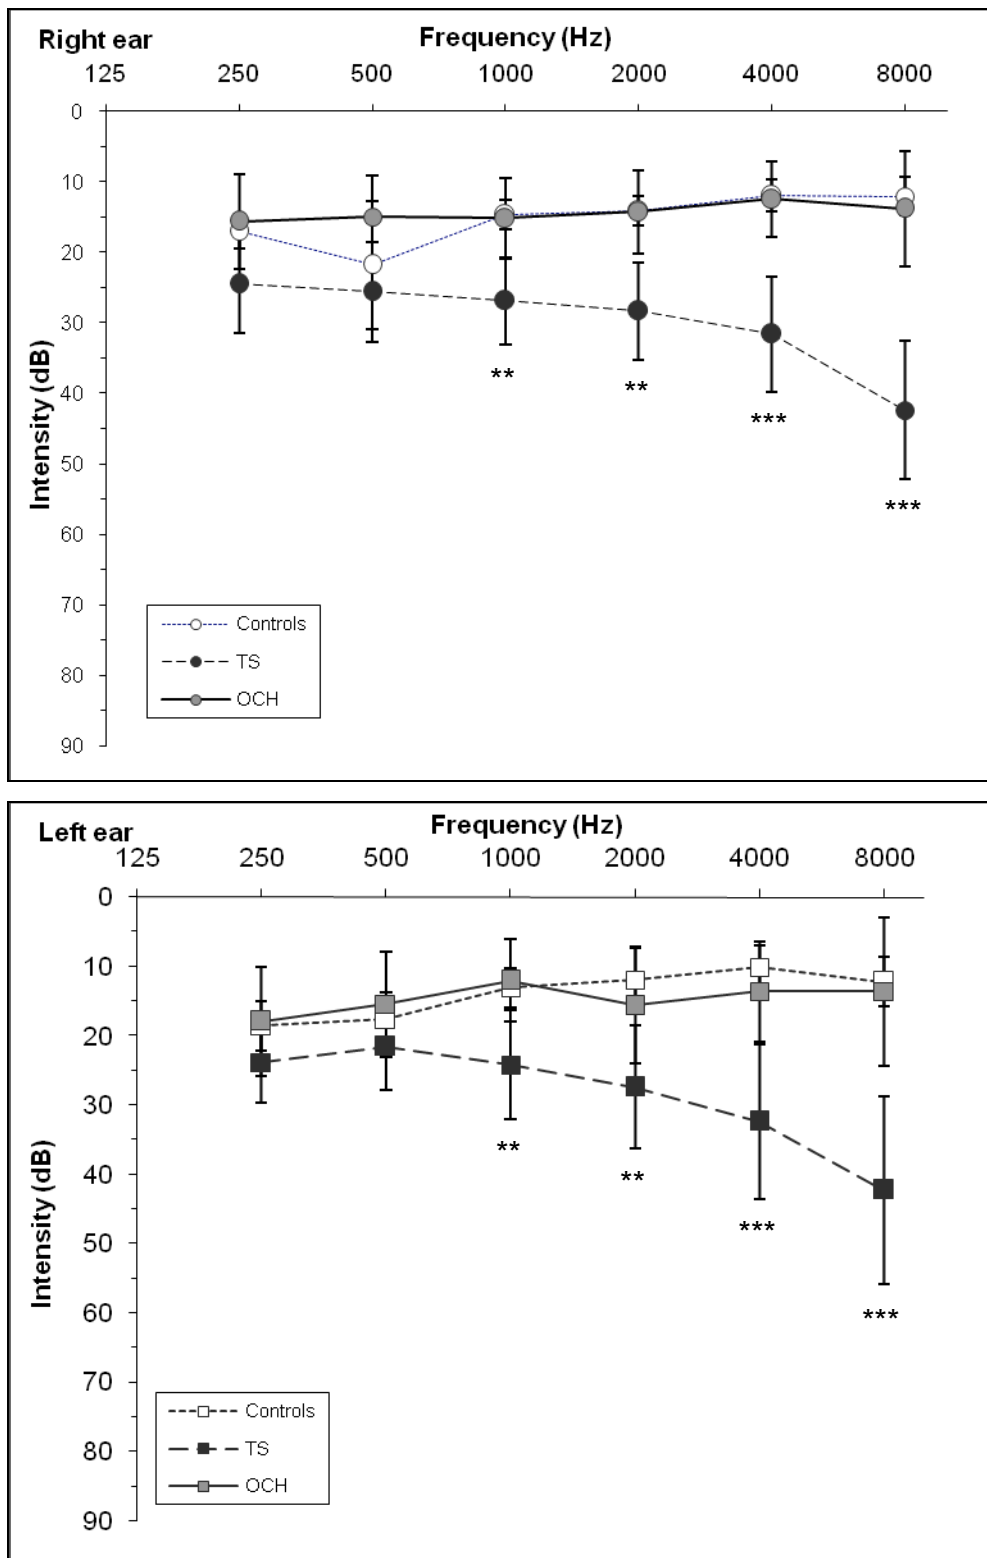 Right ear
Frequency (Hz)
125 250 500 1000 2000 4000 8000
0
10
20
30
40
50
60
70
80
90
Intensity (dB)
** ** *** ***
Controls
TS
OCH
Left ear
Frequency (Hz)
125 250 500 1000 2000 4000 8000
0
10
20
30
40
50
60
70
80
90
Intensity (dB)
** ** *** ***
Controls
TS
OCH